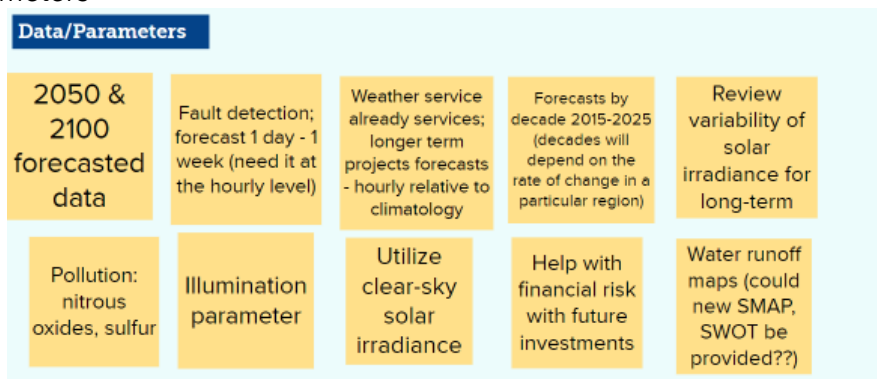 Data/Parameters
2050 &
2100
forecasted
data
Fault detection;
forecast 1 day - 1
week (need it at
the hourly level)
Weather service
already services;
longer term
projects forecasts
- hourly relative to
climatology
Forecasts by
decade 2015-2025
(decades will
depend on the
rate of change in a
particular region)
Review
variability of
solar
irradiance for
long-term
Pollution:
nitrous
oxides, sulfur
Illumination
parameter
Utilize
clear-sky
solar
irradiance
Help with
financial risk
with future
investments
Water runoff
maps (could
new SMAP,
SWOT be
provided??)